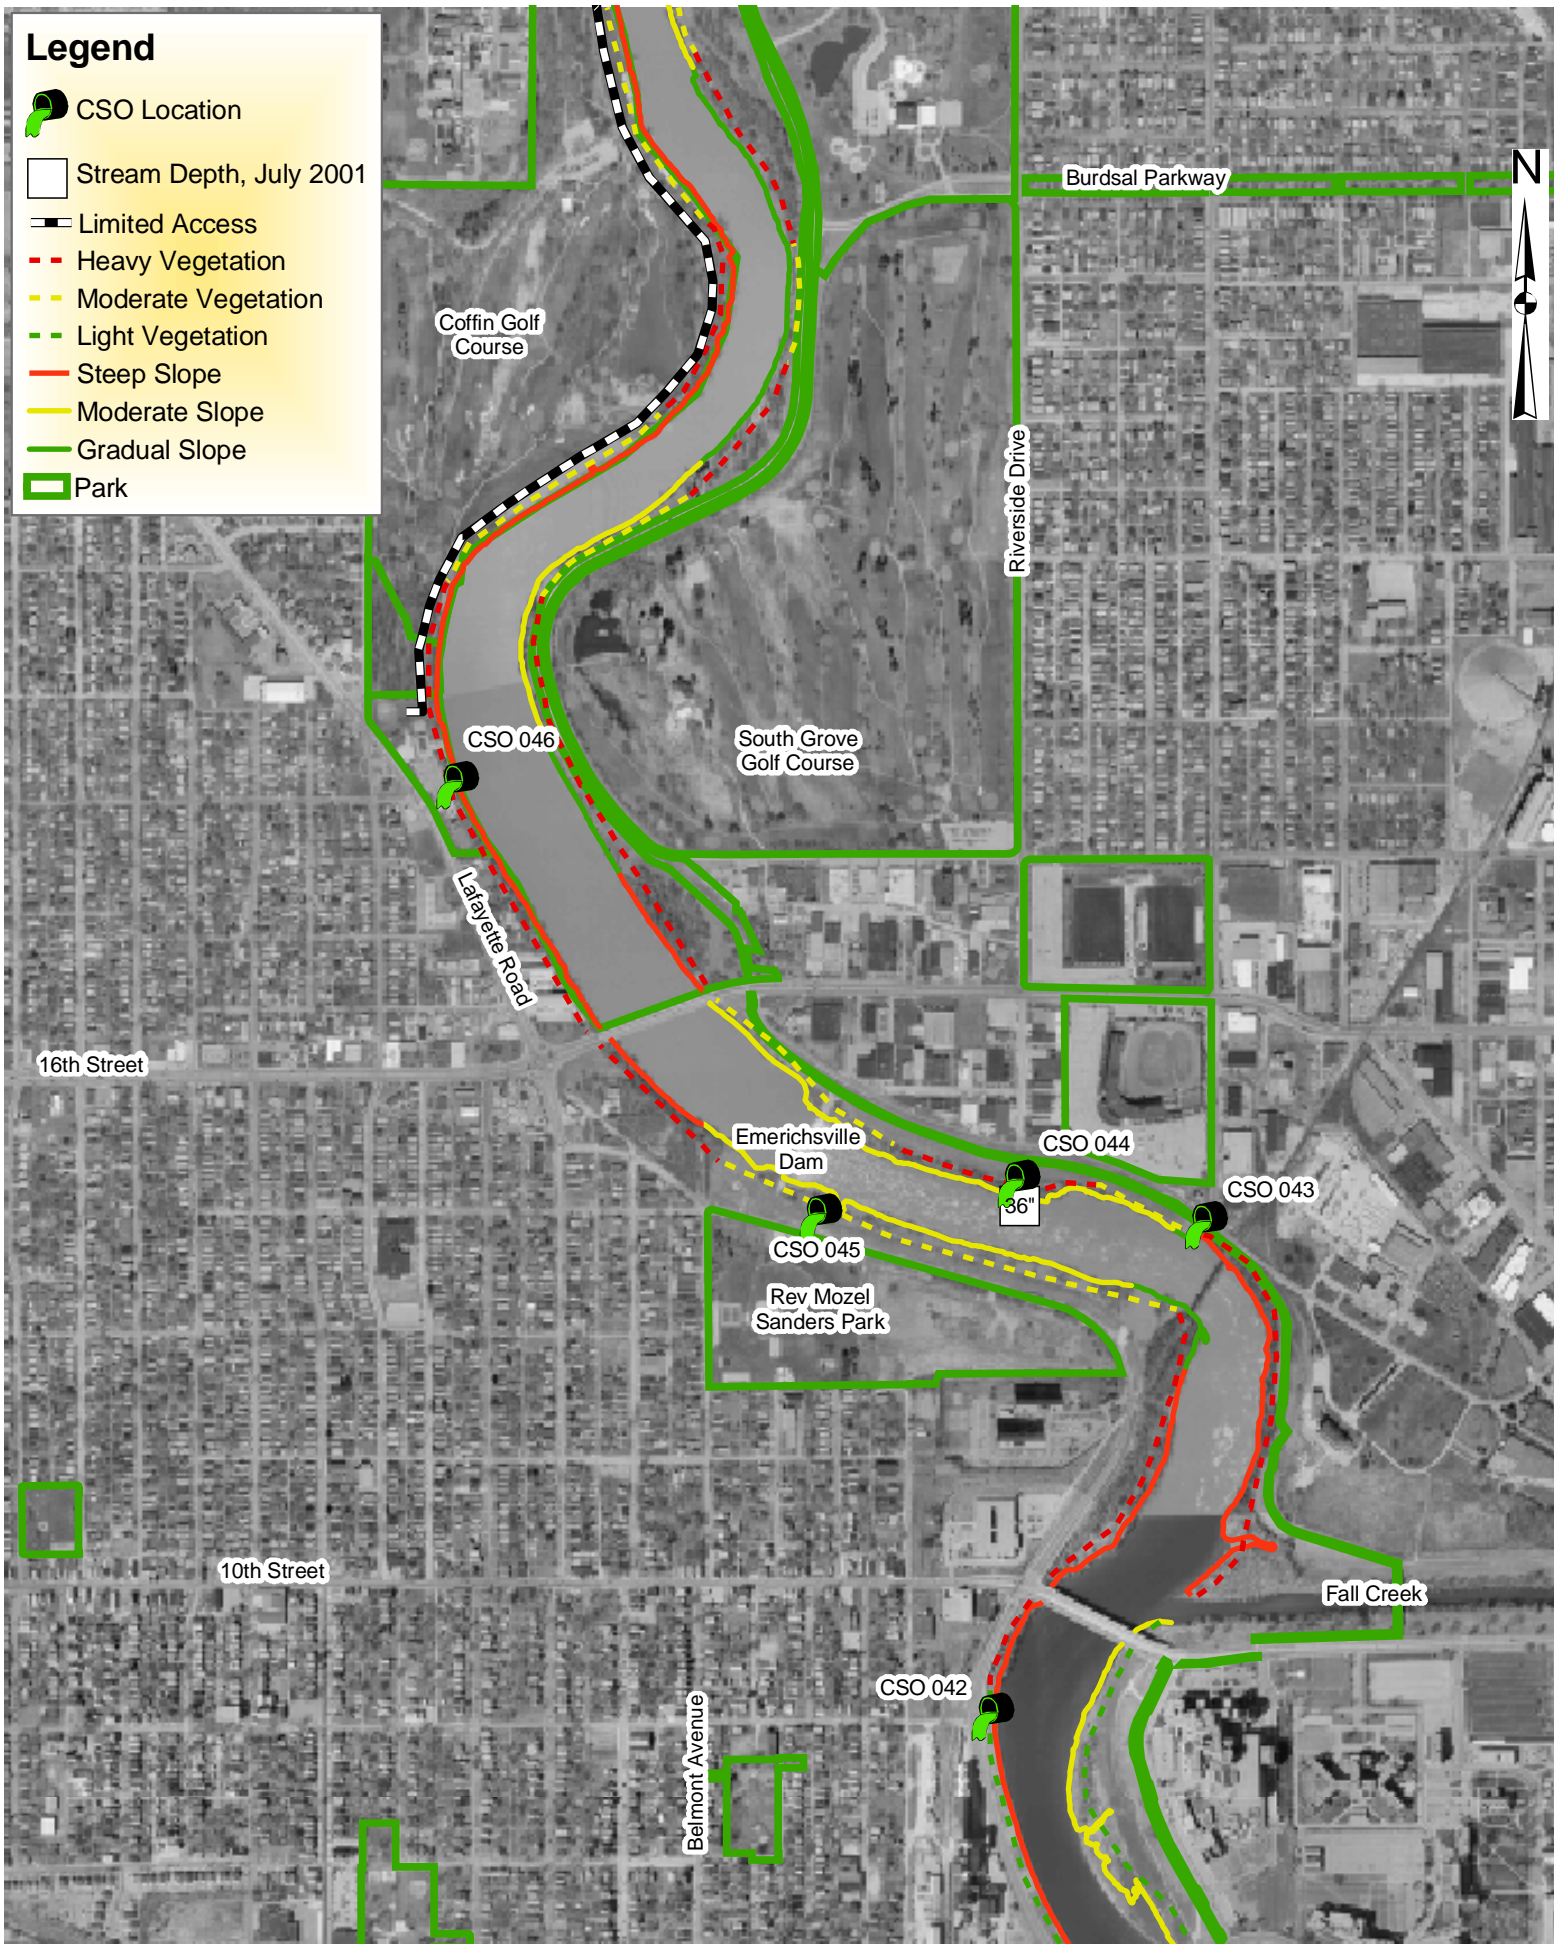 Legend
CSO Location
Stream Depth, July 2001
Limited Access
Heavy Vegetation
Moderate Vegetation
Light Vegetation
Steep Slope
Moderate Slope
Gradual Slope
Park
N
Burdsal Parkway
Coffin Golf
Course
Riverside Drive
CSO 046
South Grove
Golf Course
Lafayette Road
16th Street
Emerichsville
Dam
CSO 044
36"
CSO 043
CSO 045
Rev Mozel
Sanders Park
10th Street
Fall Creek
CSO 042
Belmont Avenue